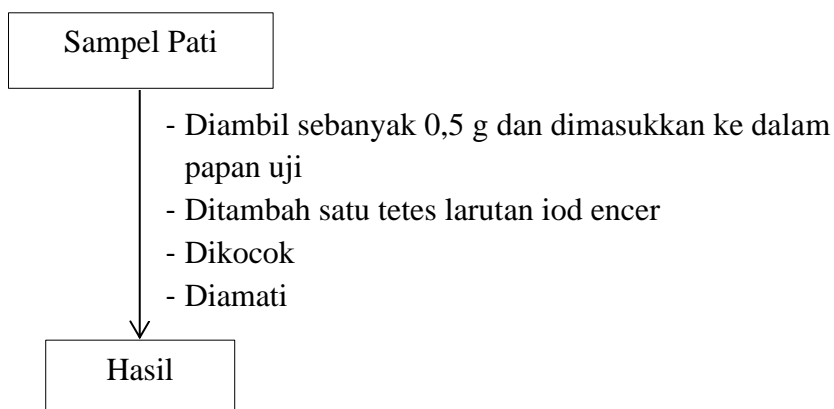 Sampel Pati
- Diambil sebanyak 0,5 g dan dimasukkan ke dalam
papan uji
- Ditambah satu tetes larutan iod encer
- Dikocok
- Diamati
Hasil